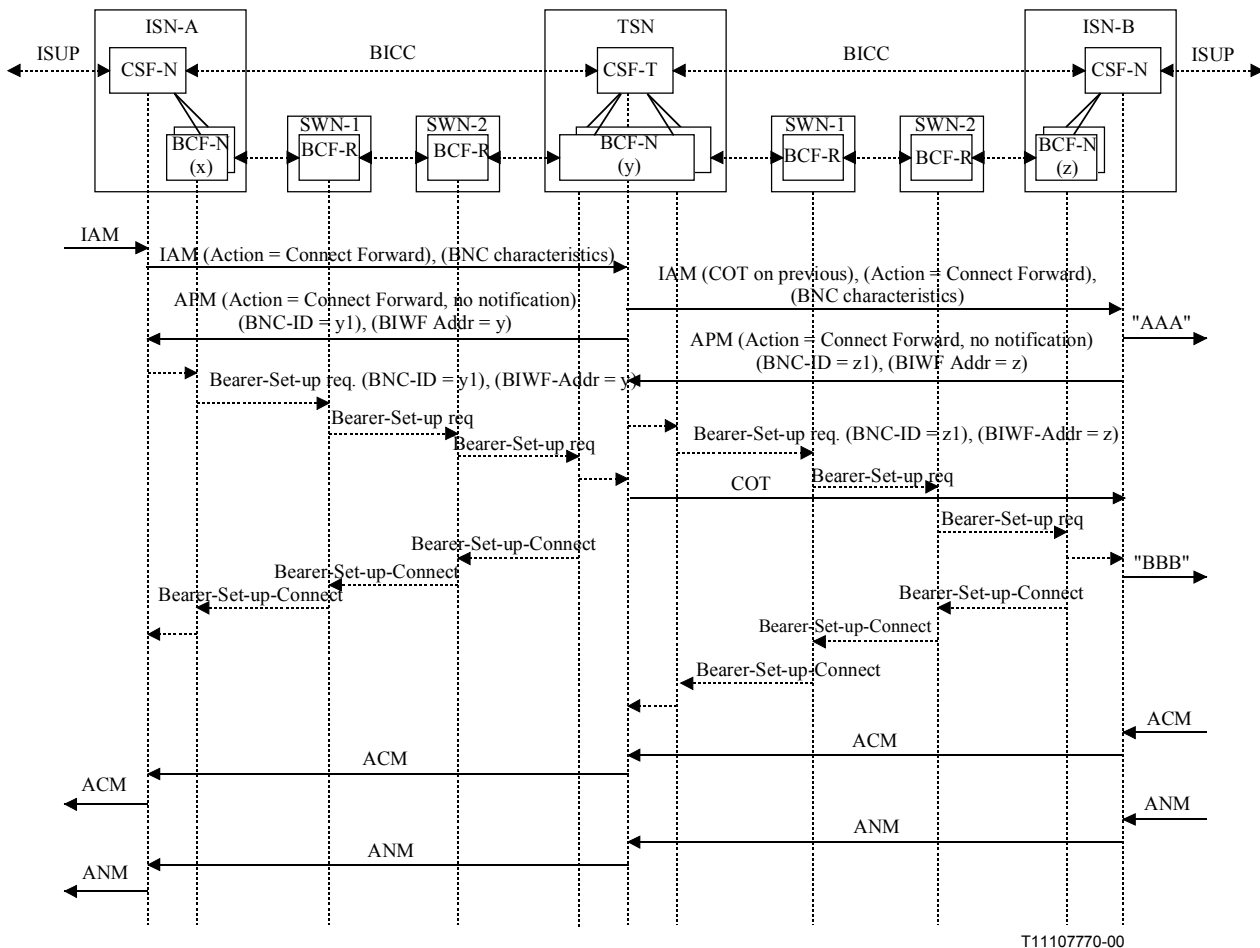 ISN-A
TSN
ISN-B
ISUP
BICC
BICC
ISUP
CSF-N
CSF-T
CSF-N
SWN-1
SWN-2
SWN-1
SWN-2
BCF-N
(x)
BCF-R
BCF-R
BCF-N
(y)
BCF-R
BCF-R
BCF-N
(z)
IAM
IAM (Action = Connect Forward), (BNC characteristics)
IAM (COT on previous), (Action = Connect Forward),
(BNC characteristics)
APM (Action = Connect Forward, no notification)
(BNC-ID = y1), (BIWF Addr = y)
"AAA"
APM (Action = Connect Forward, no notification)
(BNC-ID = z1), (BIWF Addr = z)
Bearer-Set-up req. (BNC-ID = y1), (BIWF-Addr = y)
Bearer-Set-up req
Bearer-Set-up req
Bearer-Set-up req. (BNC-ID = z1), (BIWF-Addr = z)
Bearer-Set-up req
COT
Bearer-Set-up req
Bearer-Set-up-Connect
"BBB"
Bearer-Set-up-Connect
Bearer-Set-up-Connect
Bearer-Set-up-Connect
Bearer-Set-up-Connect
Bearer-Set-up-Connect
ACM
ACM
ACM
ACM
ANM
ANM
ANM
ANM
T11107770-00